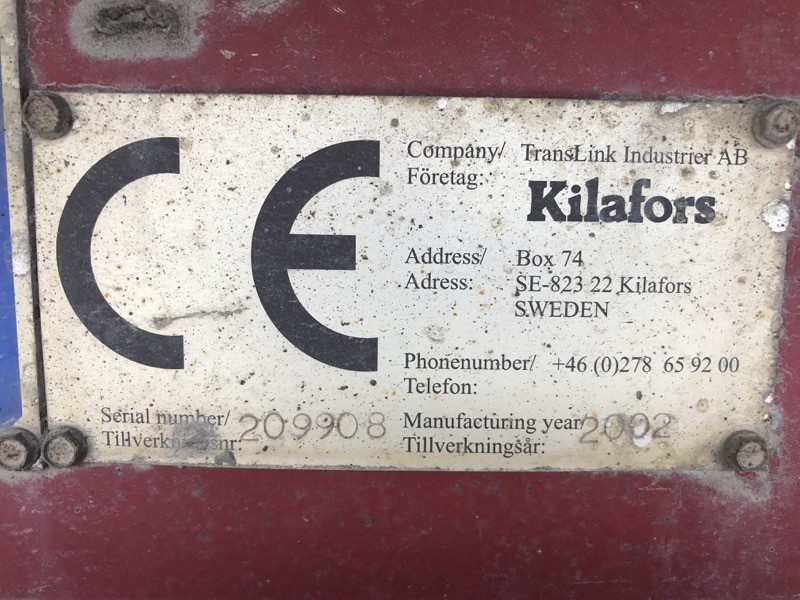 CE
Company/ TransLink Industrier AB
Företag:
Kilafors
Address/ Box 74
Adress: SE-823 22 Kilafors
SWEDEN
Phonenumber/ +46 (0)278 65 92 00
Telefon:
Serial number/ 209908
Tillverkningsnr:
Manufacturing year/ 2002
Tillverkningsår: